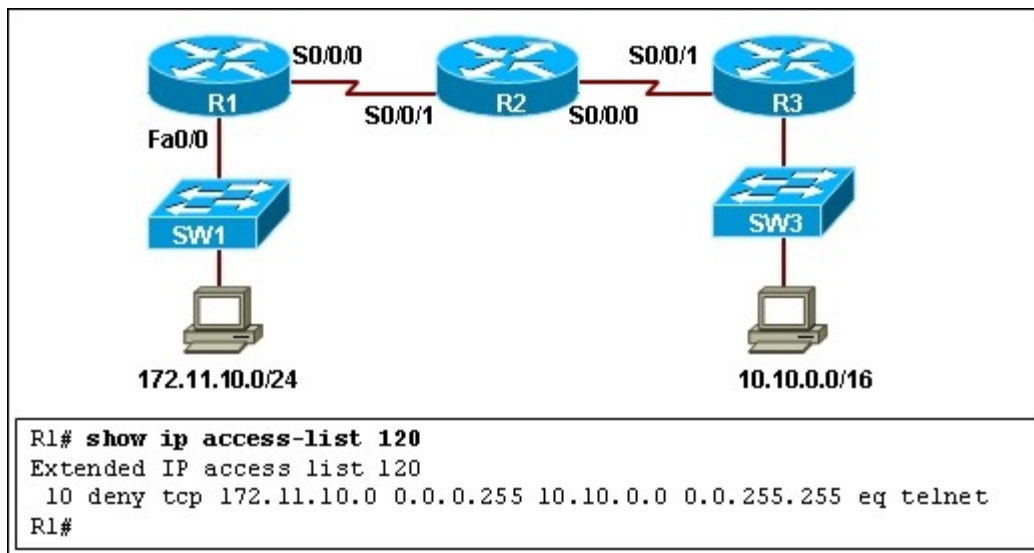 S0/0/0
S0/0/1
R1
R2
R3
S0/0/1
S0/0/0
Fa0/0
SW1
SW3
172.11.10.0/24
10.10.0.0/16
R1# show ip access-list 120
Extended IP access list 120
10 deny tcp 172.11.10.0 0.0.0.255 10.10.0.0 0.0.255.255 eq telnet
R1#